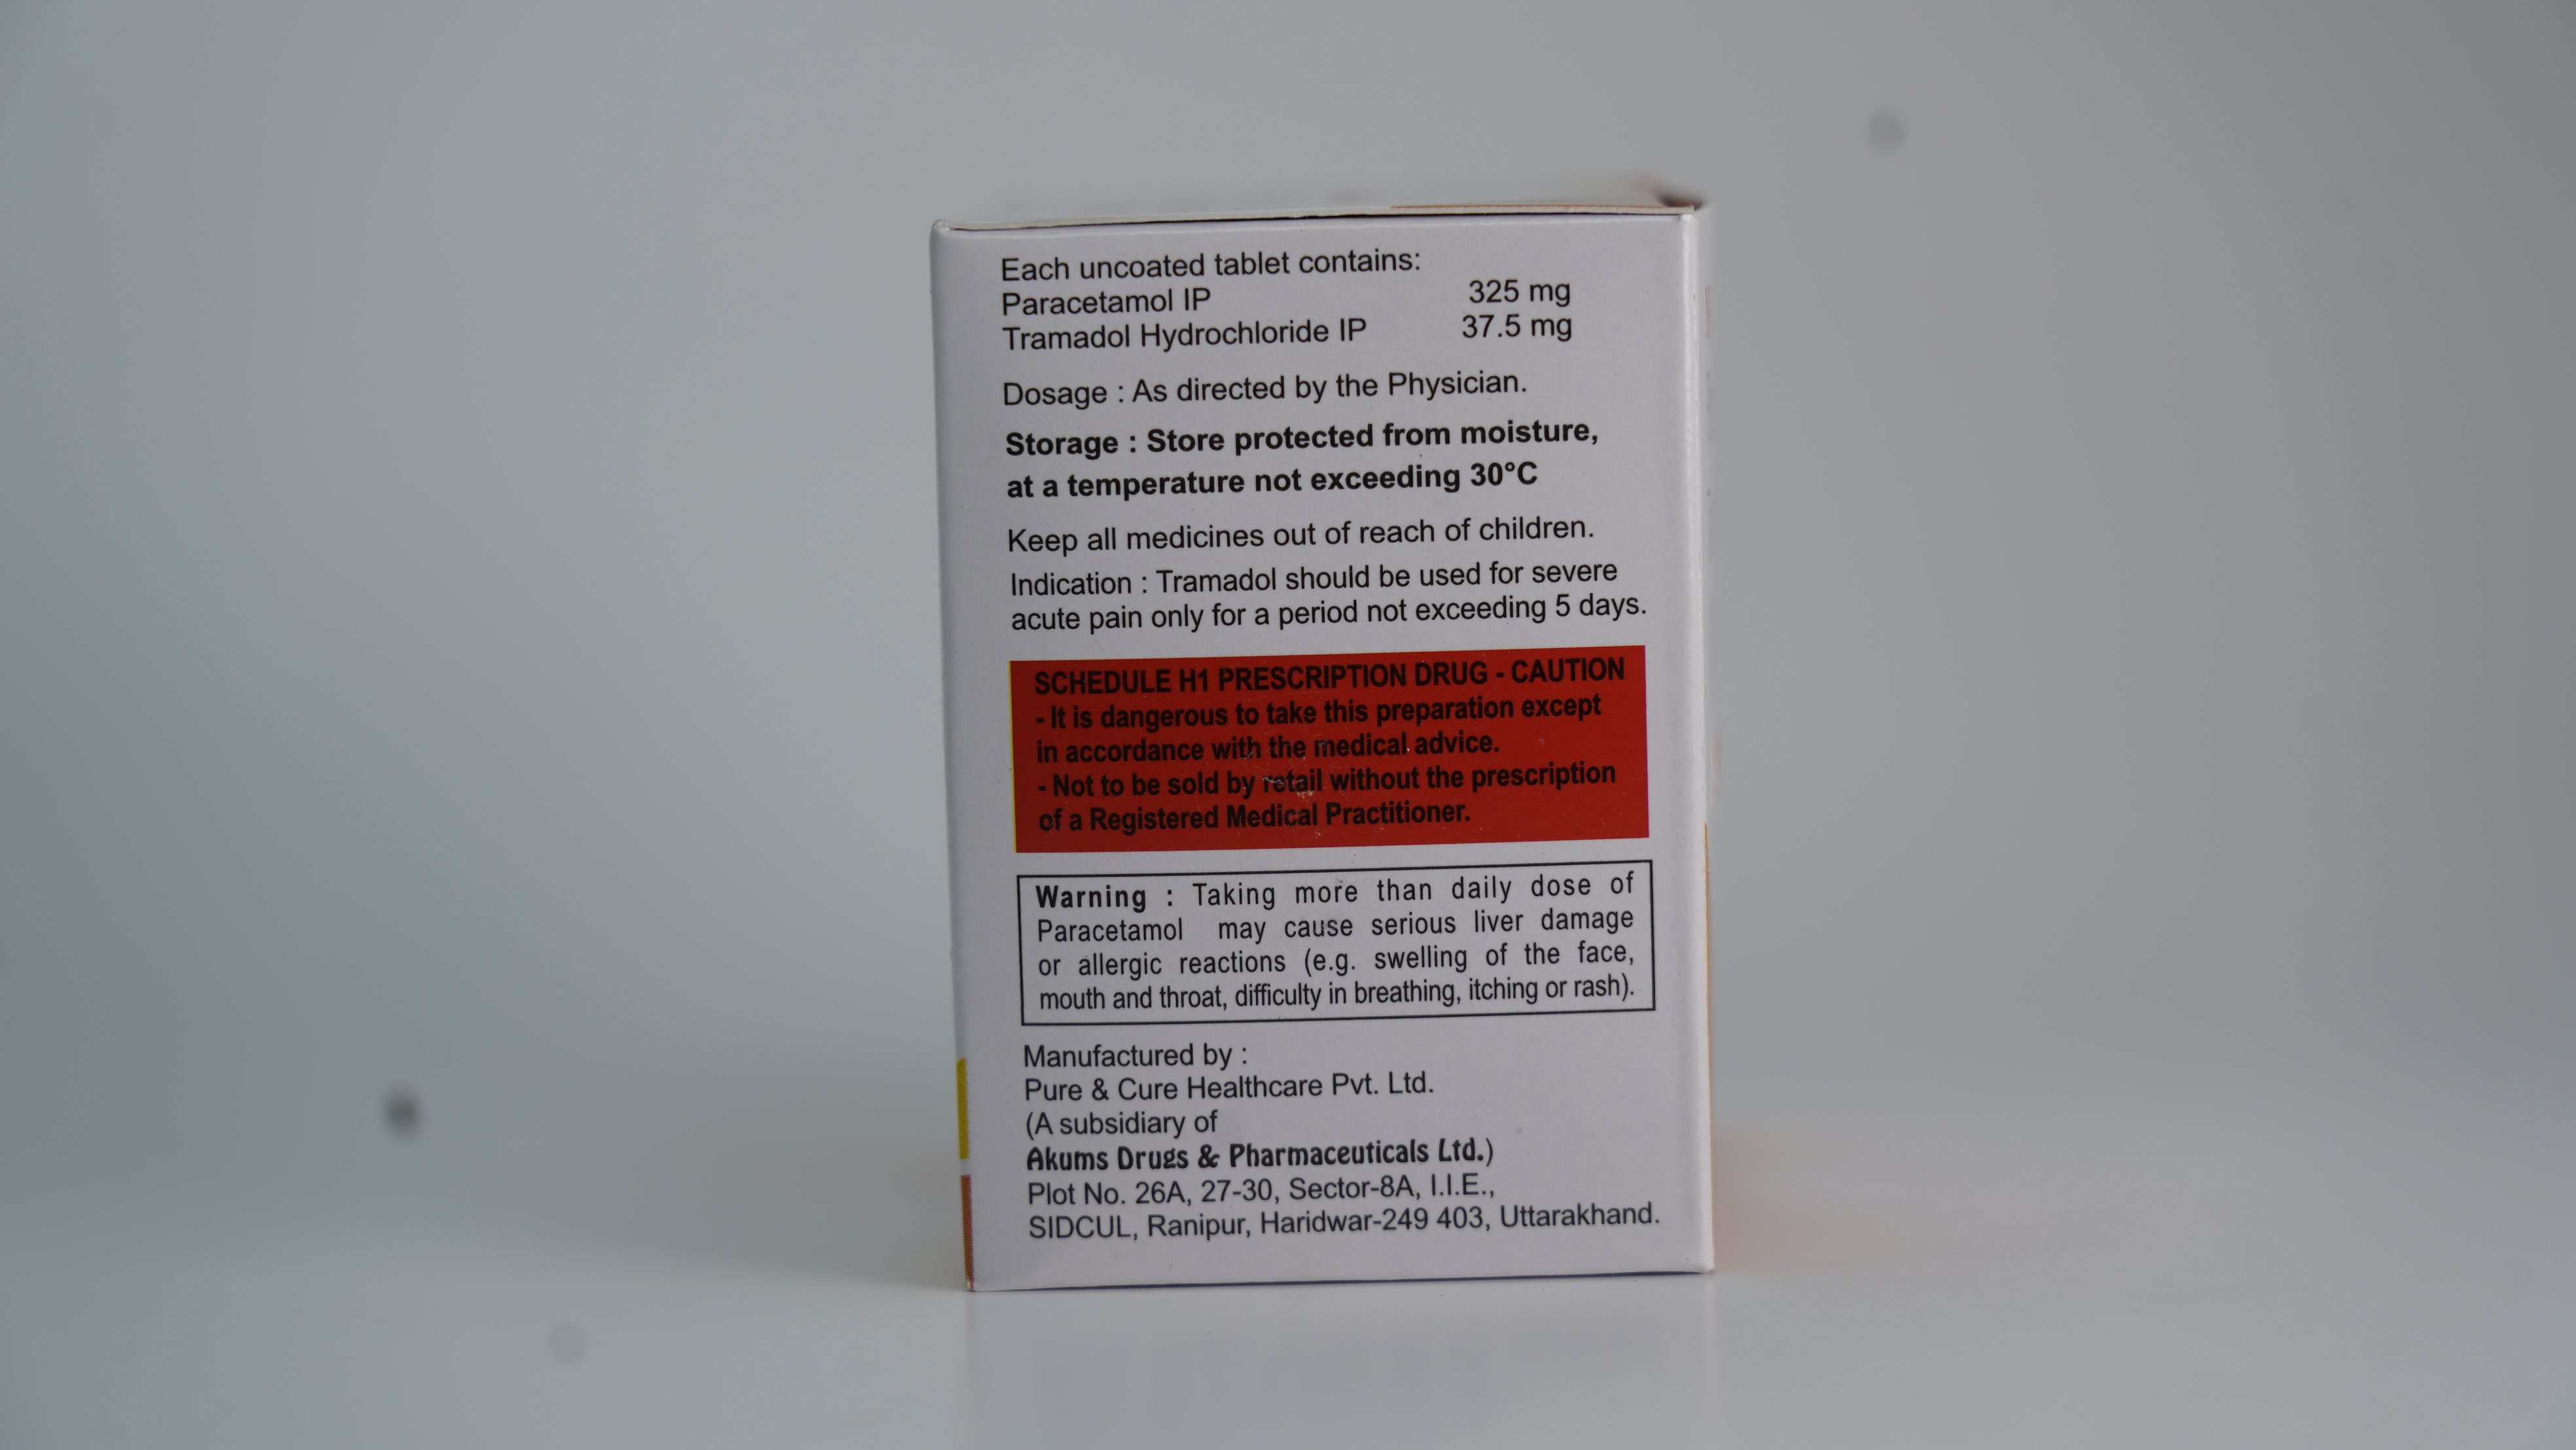 Each uncoated tablet contains:
Paracetamol IP 325 mg
Tramadol Hydrochloride IP 37.5 mg
Dosage : As directed by the Physician.
Storage : Store protected from moisture,
at a temperature not exceeding 30°C
Keep all medicines out of reach of children.
Indication : Tramadol should be used for severe
acute pain only for a period not exceeding 5 days.
SCHEDULE H1 PRESCRIPTION DRUG - CAUTION
- It is dangerous to take this preparation except
in accordance with the medical advice.
- Not to be sold by retail without the prescription
of a Registered Medical Practitioner.
Warning : Taking more than daily dose of
Paracetamol may cause serious liver damage
or allergic reactions (e.g. swelling of the face,
mouth and throat, difficulty in breathing, itching or rash).
Manufactured by :
Pure & Cure Healthcare Pvt. Ltd.
(A subsidiary of
Akums Drugs & Pharmaceuticals Ltd.)
Plot No. 26A, 27-30, Sector-8A, I.I.E.,
SIDCUL, Ranipur, Haridwar-249 403, Uttarakhand.